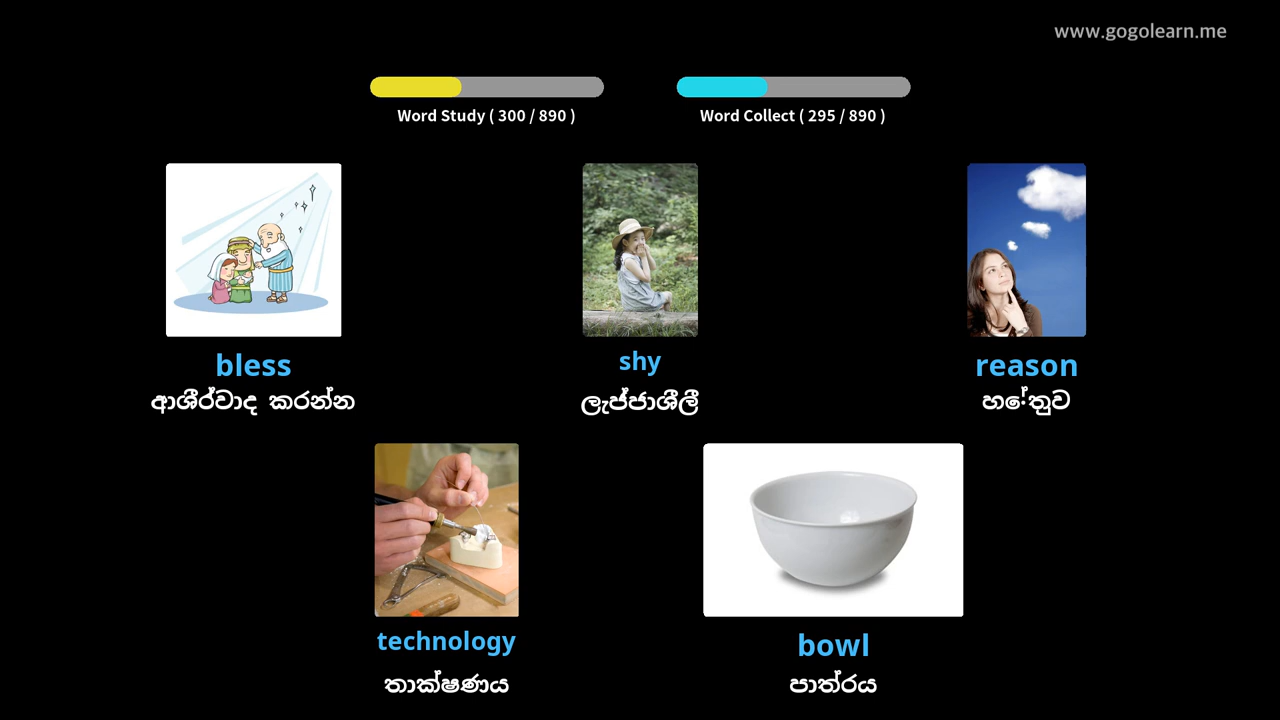 www.gogolearn.me
Word Study ( 300 / 890 )
Word Collect ( 295 / 890 )
bless
ආශීර්වාද කරන්න
shy
ලැජ්ජාශීලී
reason
හේතුව
technology
තාක්ෂණය
bowl
පාත්රය